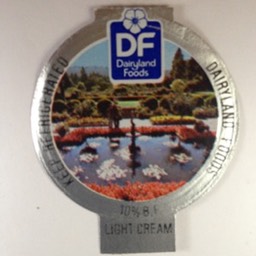 DF
Dairyland
Foods
KEEP REFRIGERATED
DAIRYLAND FOODS
10% B.F.
LIGHT CREAM